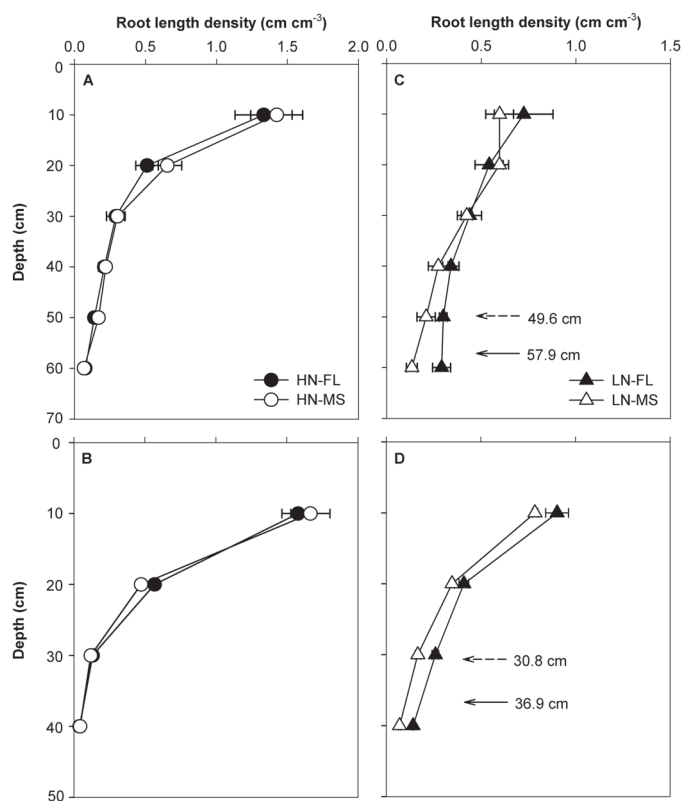 Root length density (cm cm⁻³)
0.0 0.5 1.0 1.5 2.0
Root length density (cm cm⁻³)
0.0 0.5 1.0 1.5
Depth (cm)
0
10
20
30
40
50
60
70
A
HN-FL
HN-MS
C
49.6 cm
57.9 cm
LN-FL
LN-MS
Depth (cm)
0
10
20
30
40
50
B
D
30.8 cm
36.9 cm